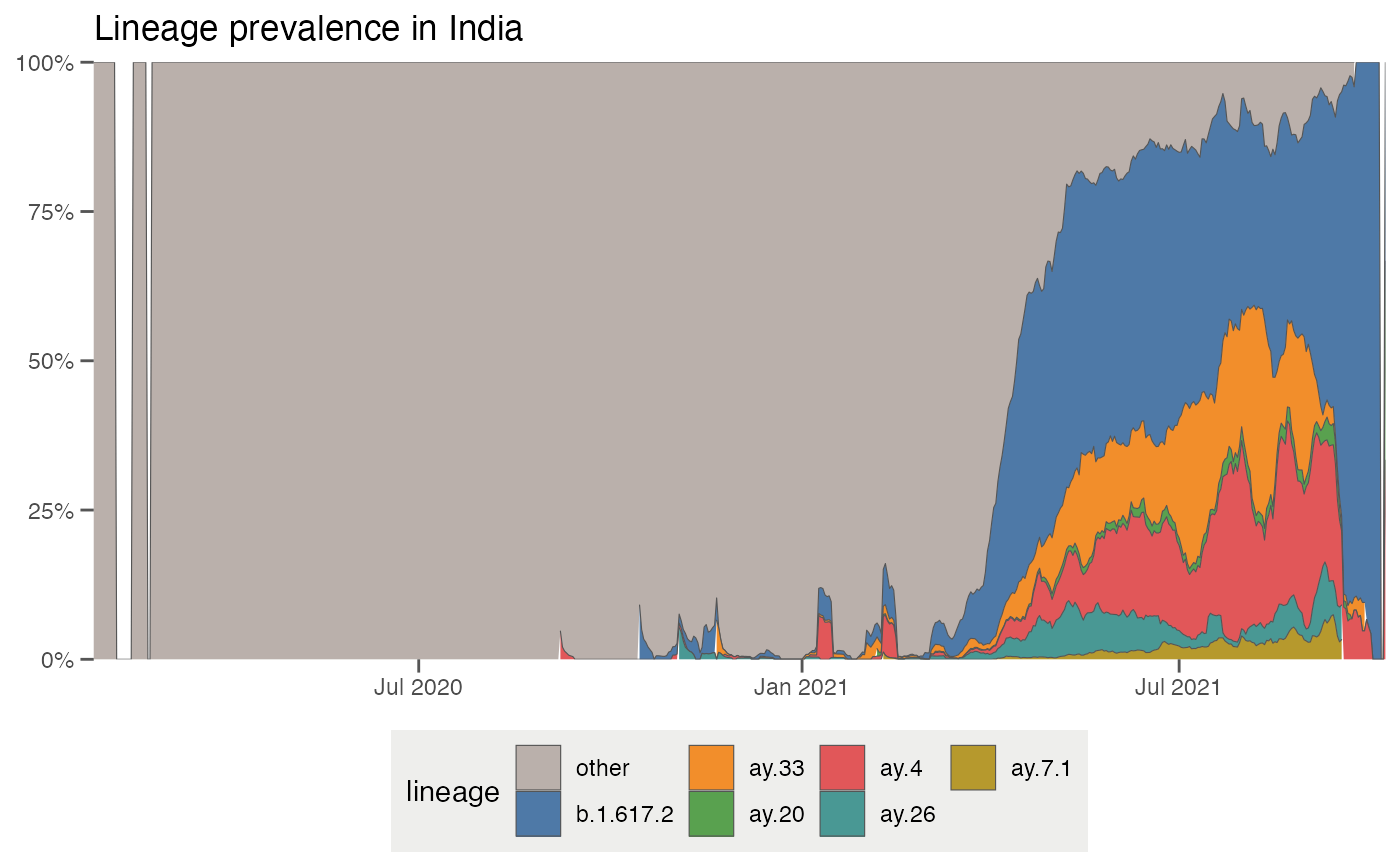 Lineage prevalence in India
100%
75%
50%
25%
0%
Jul 2020 Jan 2021 Jul 2021
lineage
other ay.33 ay.4 ay.7.1
b.1.617.2 ay.20 ay.26